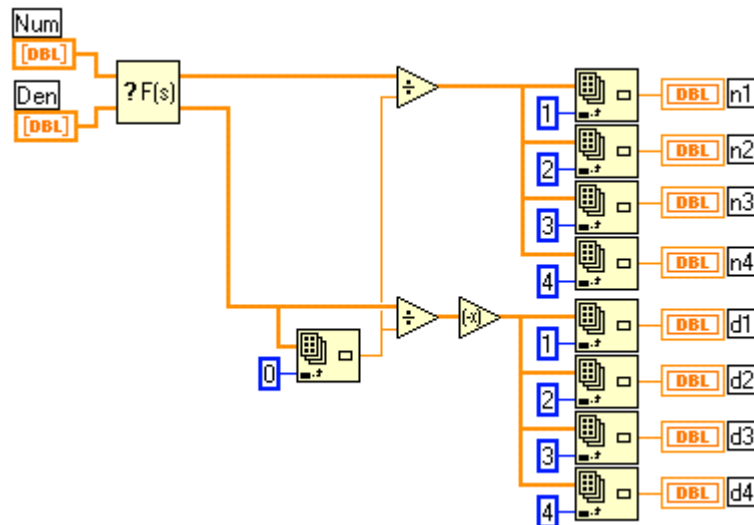 Num
[DBL]
Den
[DBL]
? F(s)
÷
1
DBL
n1
2
DBL
n2
3
DBL
n3
4
DBL
n4
÷
(-x)
0
1
DBL
d1
2
DBL
d2
3
DBL
d3
4
DBL
d4